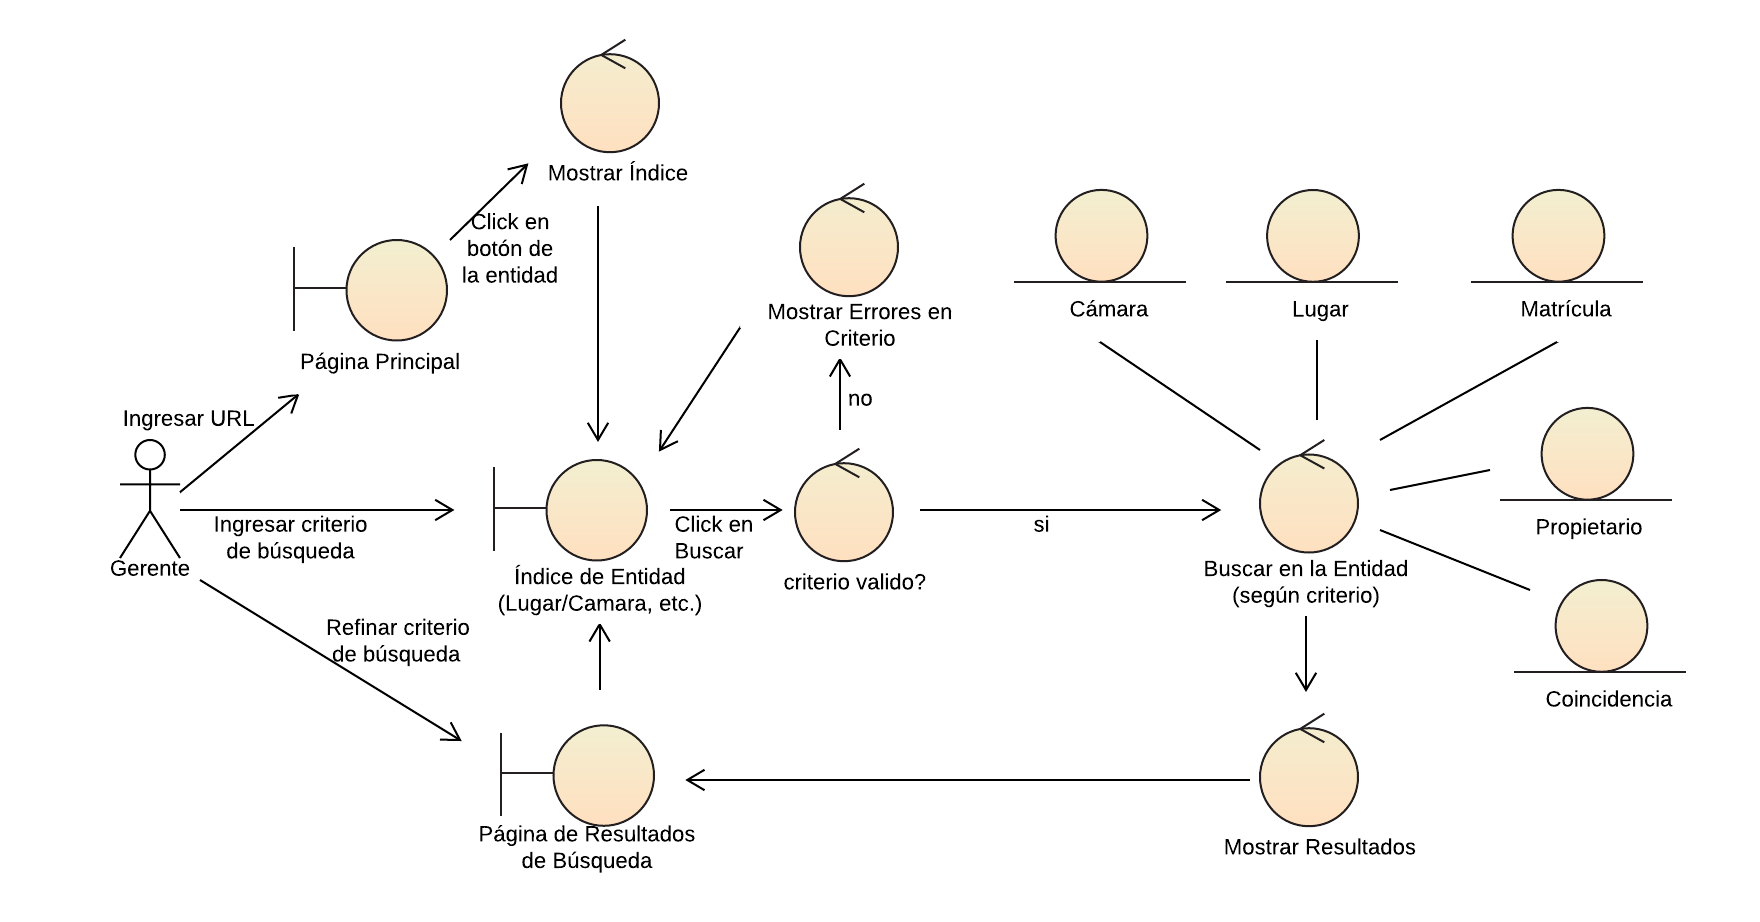 Mostrar Índice
Click en
botón de
la entidad
Página Principal
Ingresar URL
Gerente
Ingresar criterio
de búsqueda
Refinar criterio
de búsqueda
Índice de Entidad
(Lugar/Camara, etc.)
Click en
Buscar
Mostrar Errores en
Criterio
no
criterio valido?
si
Cámara
Lugar
Matrícula
Propietario
Coincidencia
Buscar en la Entidad
(según criterio)
Página de Resultados
de Búsqueda
Mostrar Resultados